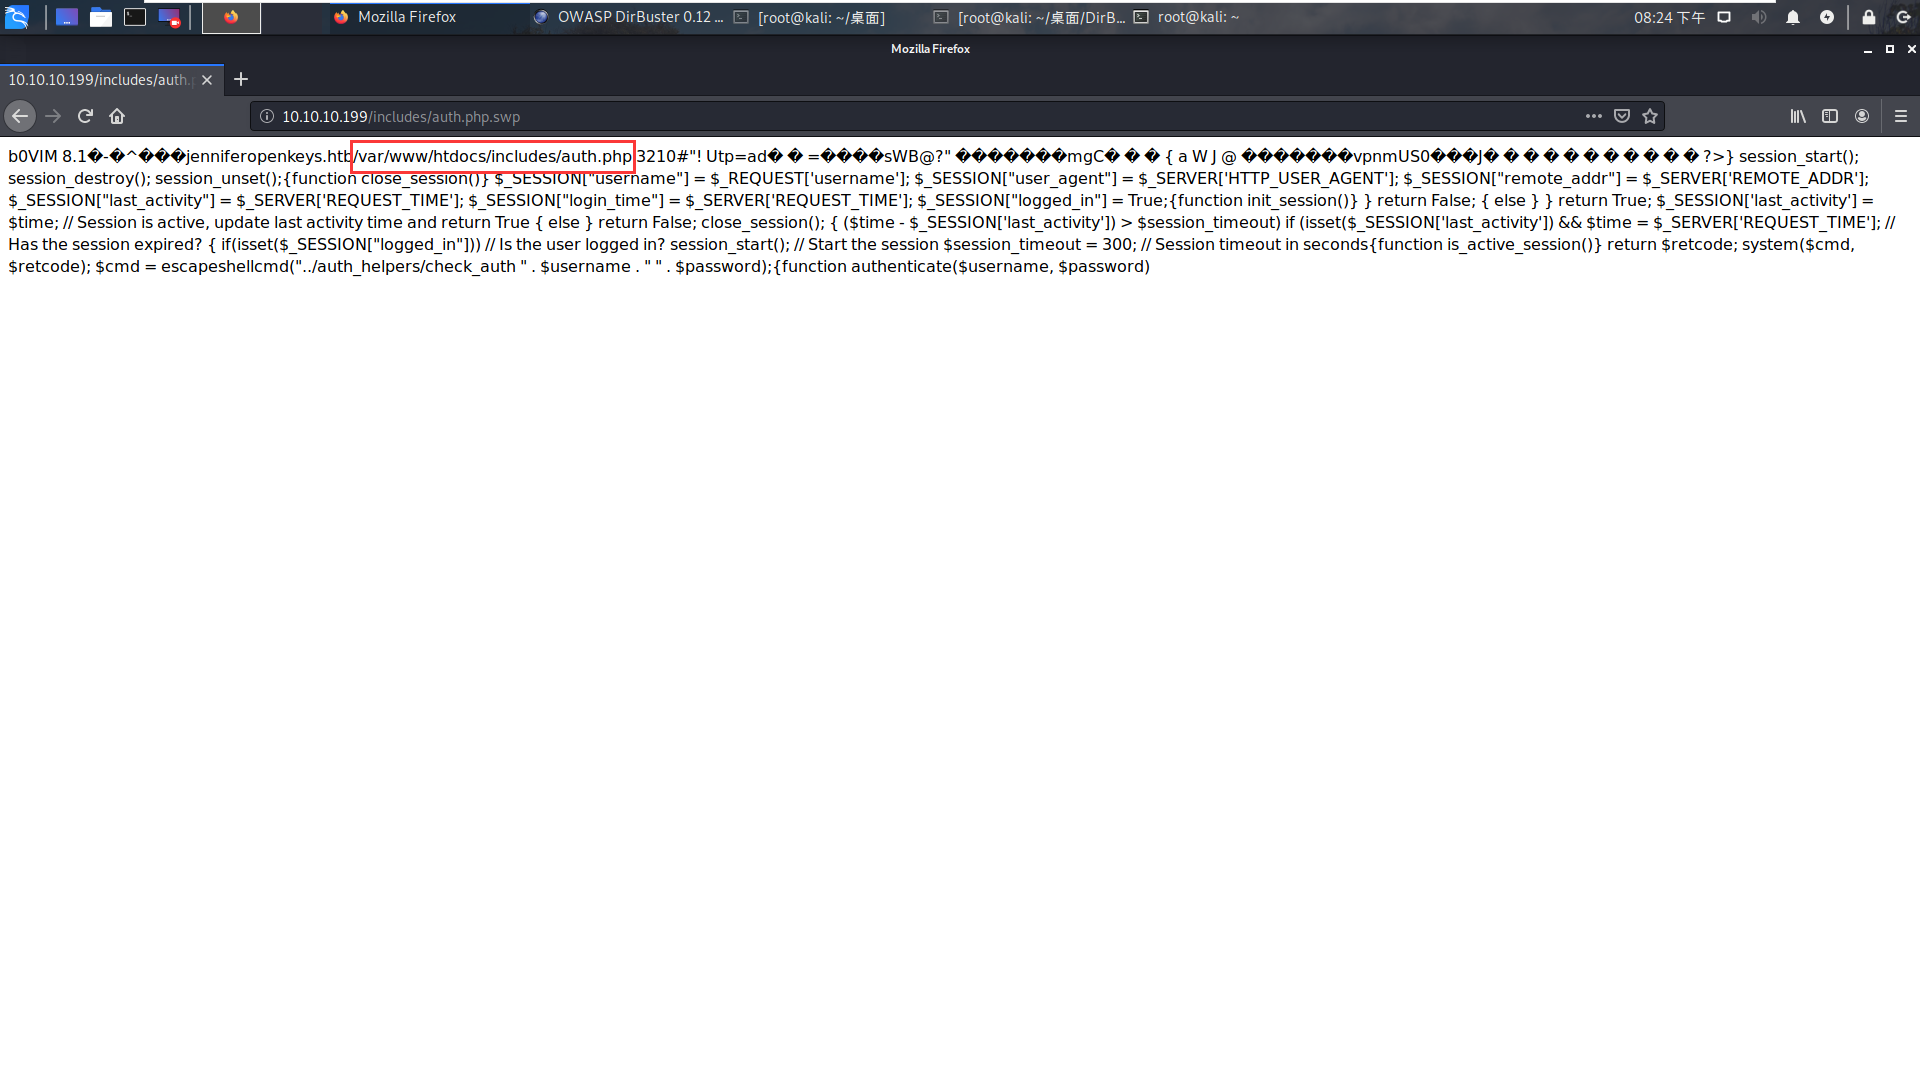 Mozilla Firefox
OWASP DirBuster 0.12 ...
[root@kali: ~/桌面]
[root@kali: ~/桌面/DirB...
root@kali: ~
08:24 下午
Mozilla Firefox
10.10.10.199/includes/auth.
10.10.10.199/includes/auth.php.swp
b0VIM 8.1�-�^���jenniferopenkeys.htb/var/www/htdocs/includes/auth.php 3210#"! Utp=ad� � =����sWB@?" �������mgC� � � { a W J @ �������vpnmUS0���J� � � � � � � � � � � ?>} session_start();
session_destroy(); session_unset();{function close_session()} $_SESSION["username"] = $_REQUEST['username']; $_SESSION["user_agent"] = $_SERVER['HTTP_USER_AGENT']; $_SESSION["remote_addr"] = $_SERVER['REMOTE_ADDR'];
$_SESSION["last_activity"] = $_SERVER['REQUEST_TIME']; $_SESSION["login_time"] = $_SERVER['REQUEST_TIME']; $_SESSION["logged_in"] = True;{function init_session()} } return False; { else } } return True; $_SESSION['last_activity'] =
$time; // Session is active, update last activity time and return True { else } return False; close_session(); { ($time - $_SESSION['last_activity']) > $session_timeout) if (isset($_SESSION['last_activity']) && $time = $_SERVER['REQUEST_TIME']; //
Has the session expired? { if(isset($_SESSION["logged_in"])) // Is the user logged in? session_start(); // Start the session $session_timeout = 300; // Session timeout in seconds{function is_active_session()} return $retcode; system($cmd,
$retcode); $cmd = escapeshellcmd("../auth_helpers/check_auth " . $username . " " . $password);{function authenticate($username, $password)